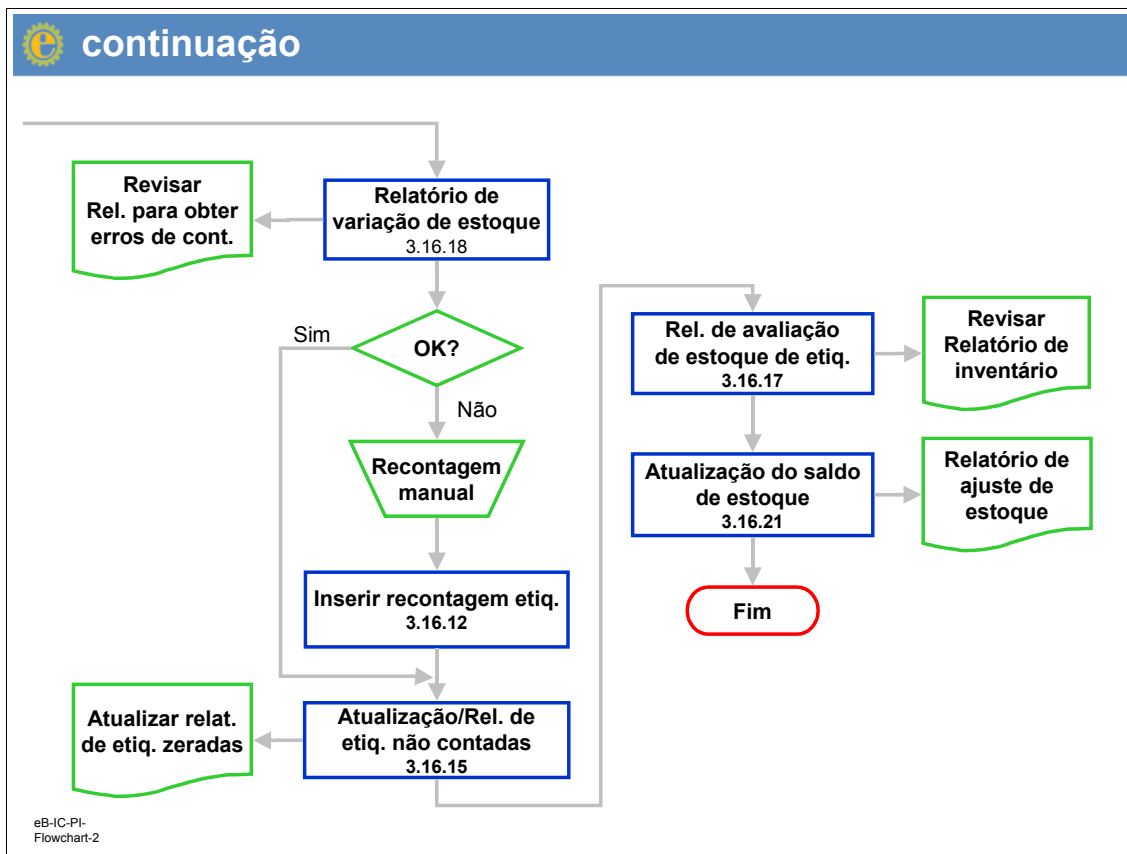 e continuação
Revisar
Rel. para obter
erros de cont.
Relatório de
variação de estoque
3.16.18
Sim
OK?
Não
Recontagem
manual
Inserir recontagem etiq.
3.16.12
Atualizar relat.
de etiq. zeradas
Atualização/Rel. de
etiq. não contadas
3.16.15
Rel. de avaliação
de estoque de etiq.
3.16.17
Revisar
Relatório de
inventário
Atualização do saldo
de estoque
3.16.21
Relatório de
ajuste de
estoque
Fim
eB-IC-PI-
Flowchart-2